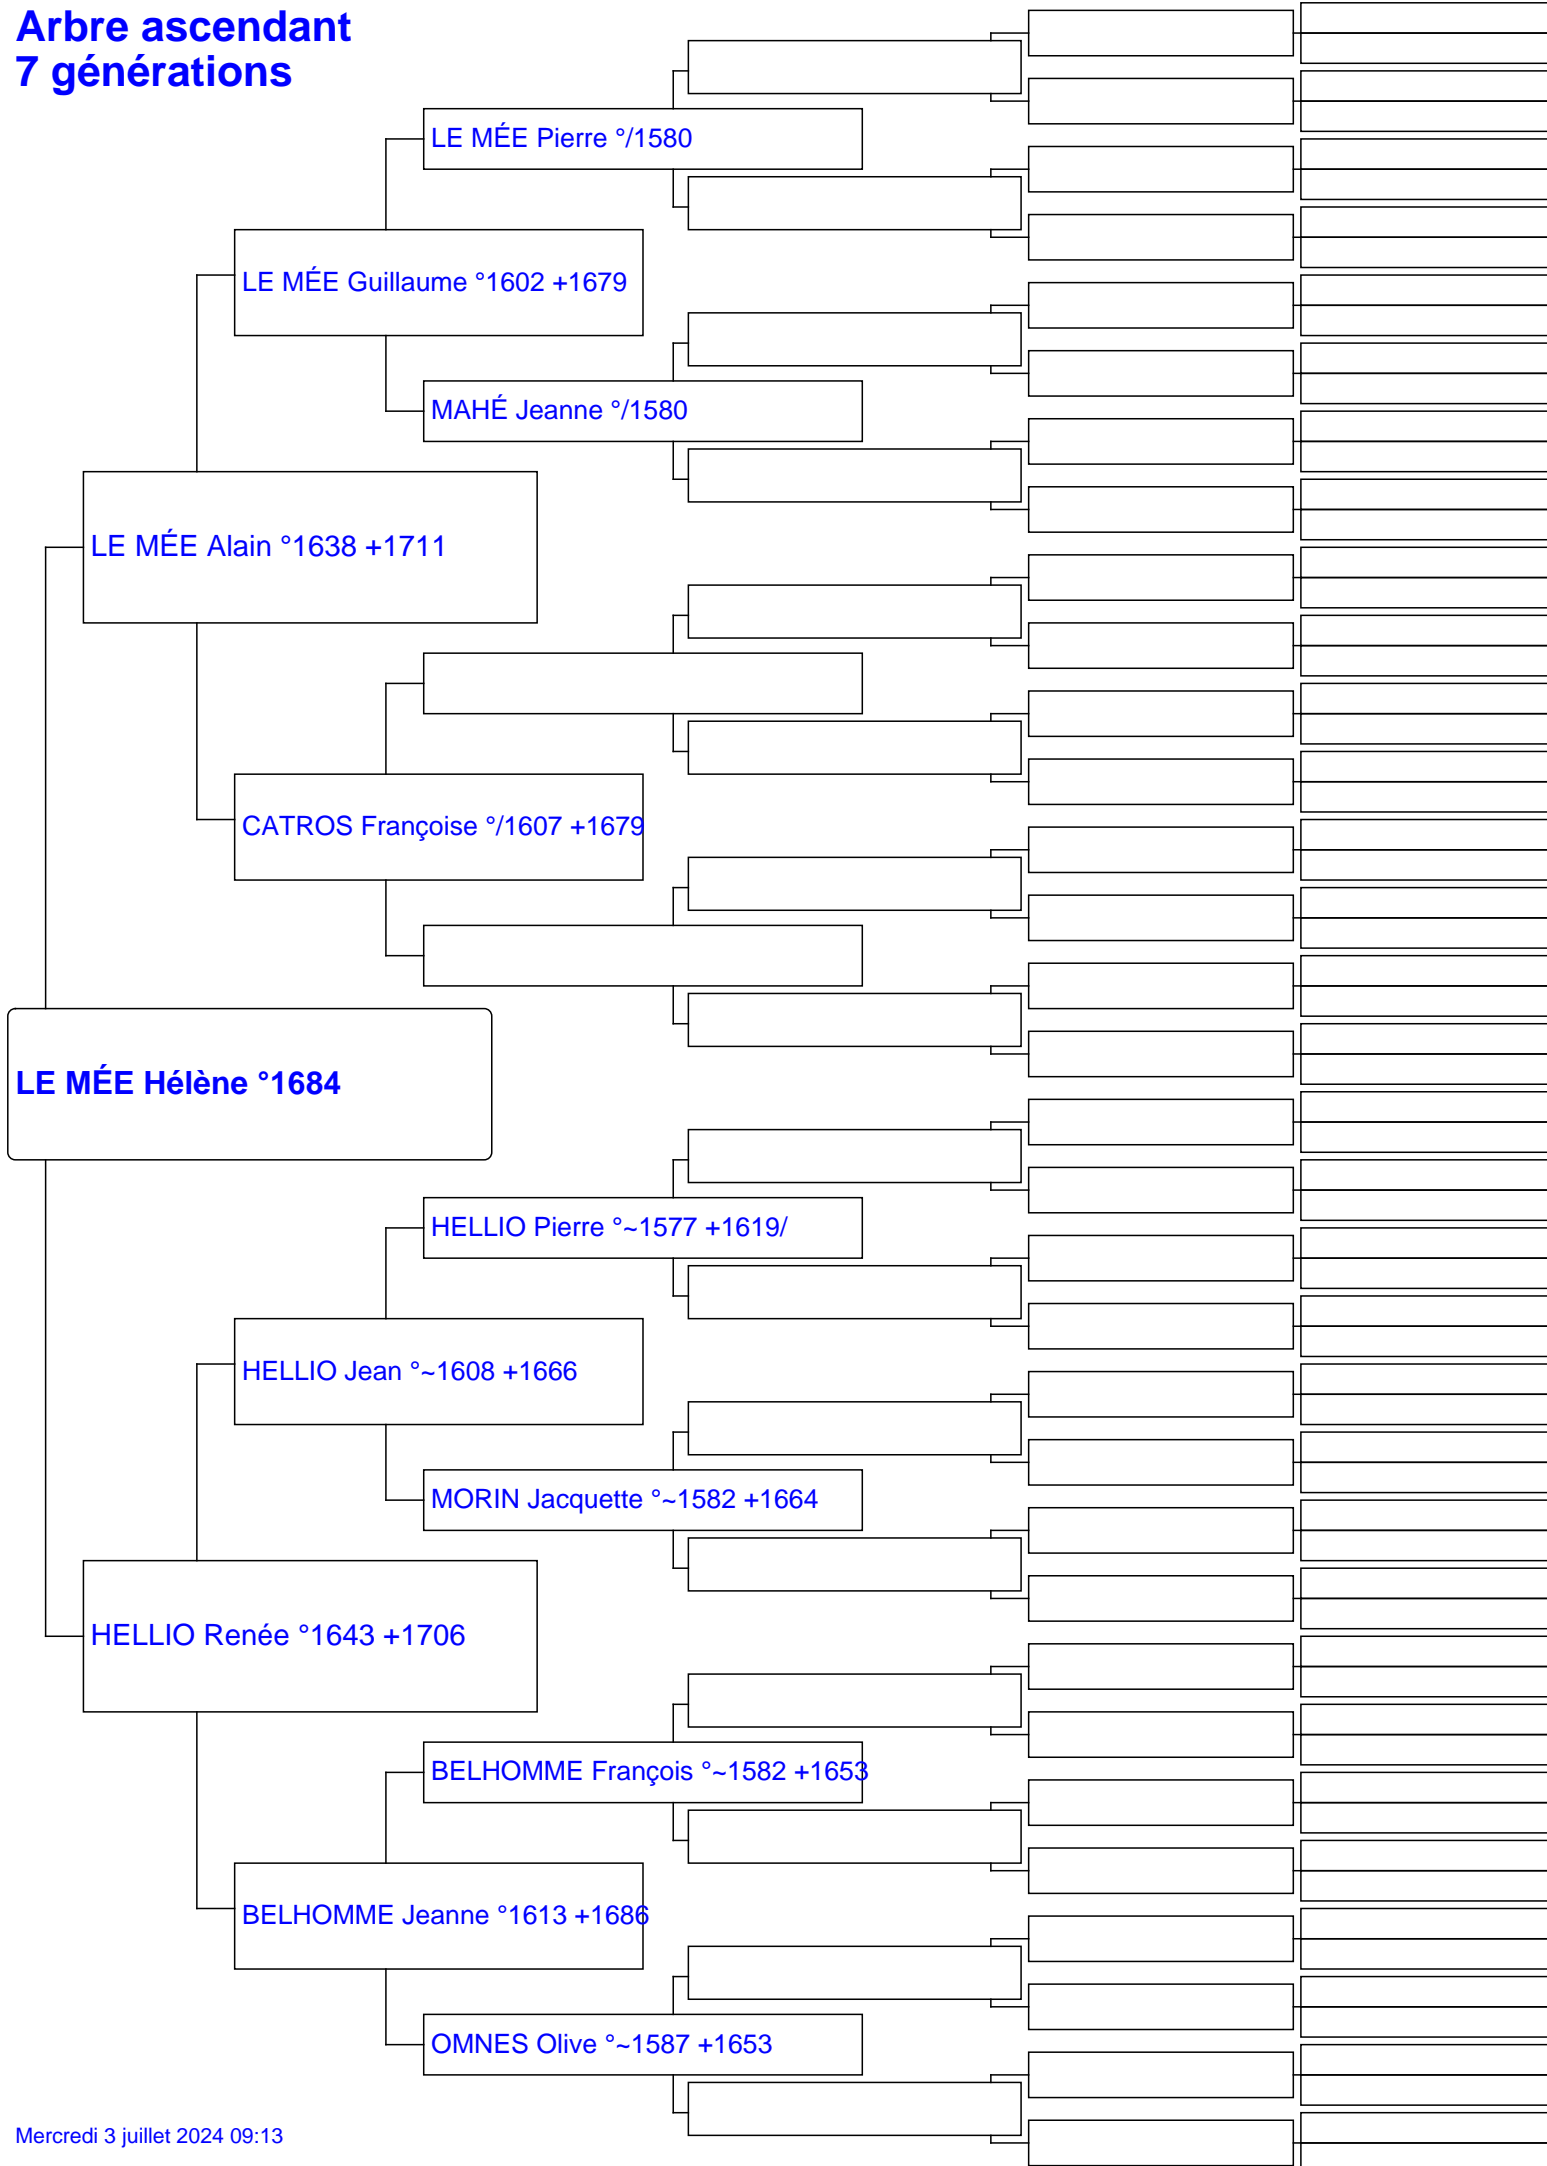 Arbre ascendant
7 générations
LE MÉE Pierre °/1580
LE MÉE Guillaume °1602 +1679
MAHÉ Jeanne °/1580
LE MÉE Alain °1638 +1711
CATROS Françoise °/1607 +1679
LE MÉE Hélène °1684
HELLIO Pierre °~1577 +1619/
HELLIO Jean °~1608 +1666
MORIN Jacquette °~1582 +1664
HELLIO Renée °1643 +1706
BELHOMME François °~1582 +1653
BELHOMME Jeanne °1613 +1686
OMNES Olive °~1587 +1653
Mercredi 3 juillet 2024 09:13